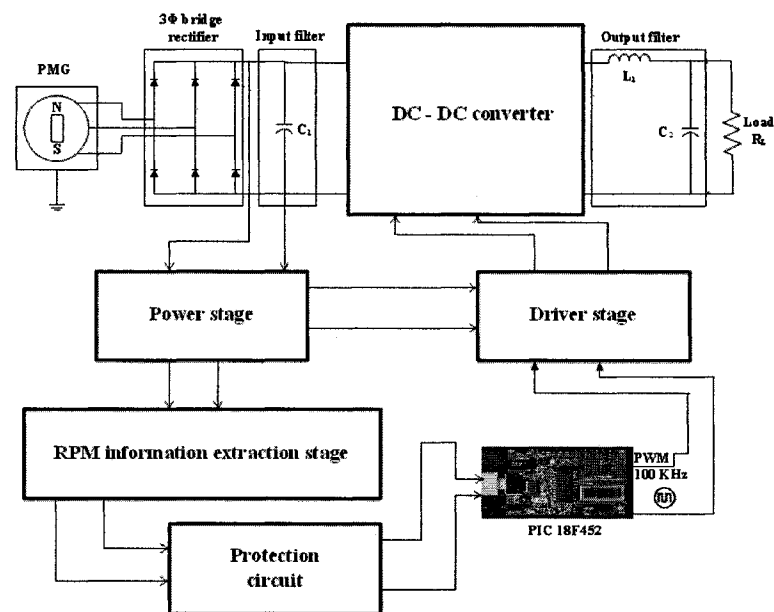 3Φ bridge
rectifier
Input filter
Output filter
PMG
N
S
C₁
DC - DC converter
L₁
C₂
Load
R_L
Power stage
Driver stage
RPM information extraction stage
PWM
100 KHz
PIC 18F452
Protection
circuit